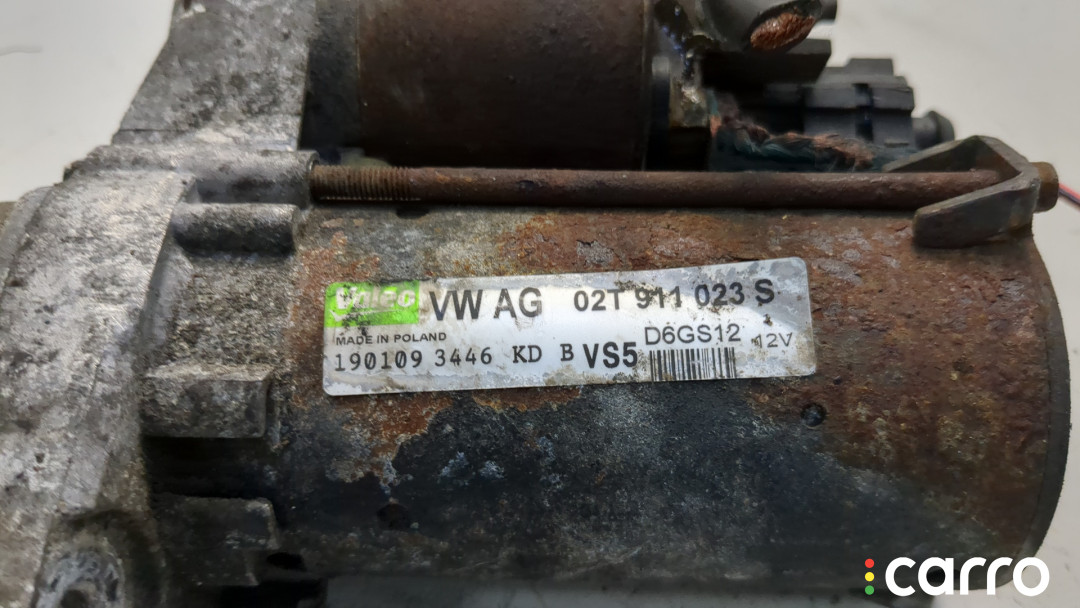 Valeo VW AG 02T 911 023 S
MADE IN POLAND D6GS12 12V
190109 3446 KD B VS5
carro